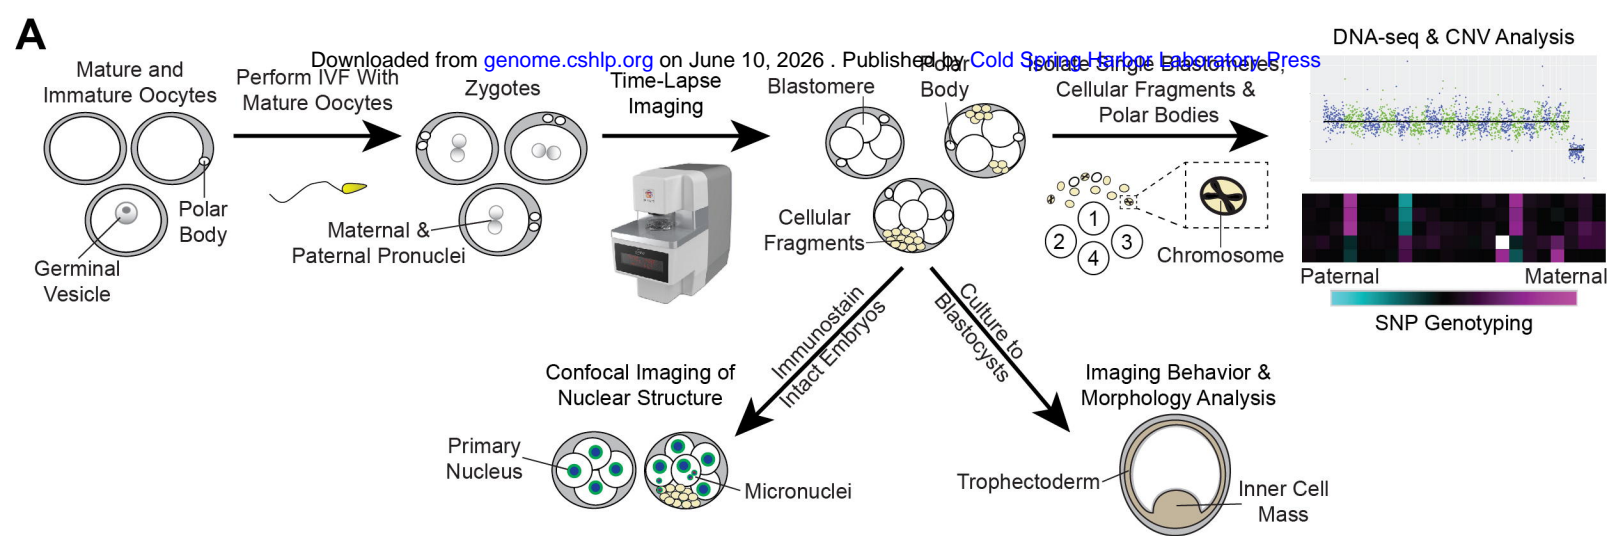 A
Downloaded from genome.cshlp.org on June 10, 2026 . Published by Cold Spring Harbor Laboratory Press
Mature and
Immature Oocytes
Polar
Body
Germinal
Vesicle
Perform IVF With
Mature Oocytes
Zygotes
Maternal &
Paternal Pronuclei
Time-Lapse
Imaging
Blastomere
Polar
Body
Cellular
Fragments
Isolate Single Blastomeres,
Cellular Fragments &
Polar Bodies
1
2
3
4
Chromosome
DNA-seq & CNV Analysis
Paternal
Maternal
SNP Genotyping
Immunostain
Intact Embryos
Culture to
Blastocysts
Confocal Imaging of
Nuclear Structure
Primary
Nucleus
Micronuclei
Imaging Behavior &
Morphology Analysis
Trophectoderm
Inner Cell
Mass